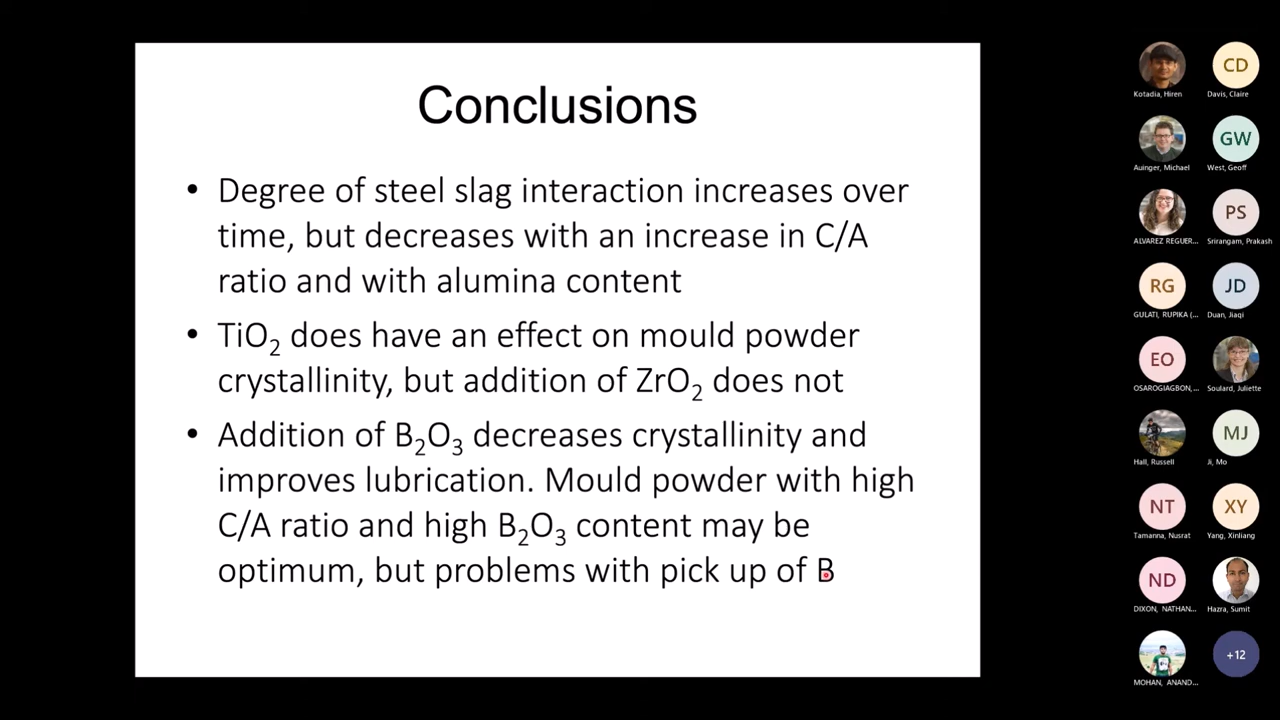 Conclusions
• Degree of steel slag interaction increases over
time, but decreases with an increase in C/A
ratio and with alumina content
• TiO₂ does have an effect on mould powder
crystallinity, but addition of ZrO₂ does not
• Addition of B₂O₃ decreases crystallinity and
improves lubrication. Mould powder with high
C/A ratio and high B₂O₃ content may be
optimum, but problems with pick up of B
CD
Kotadia, Hiren
Davis, Claire
GW
Auinger, Michael
West, Geoff
PS
ALVAREZ REGUER...
Srirangam, Prakash
RG
JD
GULATI, RUPIKA (...
Duan, Jiaqi
EO
OSAROGIAGBON,...
Soulard, Juliette
MJ
Hall, Russell
Ji, Mo
NT
XY
Tamanna, Nusrat
Yang, Xinliang
ND
DIXON, NATHAN...
Hazra, Sumit
+12
MOHAN, ANAND...